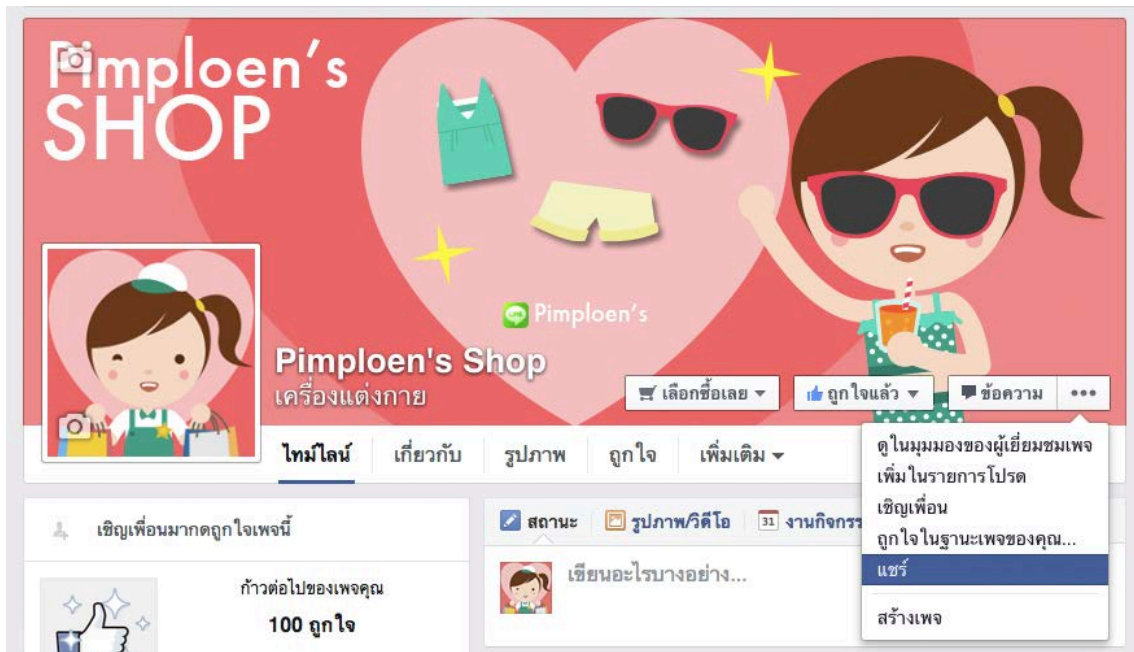 Pimploen's
SHOP
LINE Pimploen's
Pimploen's Shop
เครื่องแต่งกาย
เลือกซื้อเลย
ถูกใจแล้ว
ข้อความ
•••
ไทม์ไลน์ เกี่ยวกับ รูปภาพ ถูกใจ เพิ่มเติม
ดูในมุมมองของผู้เยี่ยมชมเพจ
เพิ่มในรายการโปรด
เชิญเพื่อน
ถูกใจในฐานะเพจของคุณ...
แชร์
สร้างเพจ
เชิญเพื่อนมากดถูกใจเพจนี้
ก้าวต่อไปของเพจคุณ
100 ถูกใจ
สถานะ รูปภาพ/วิดีโอ 31 งานกิจกรร
เขียนอะไรบางอย่าง...